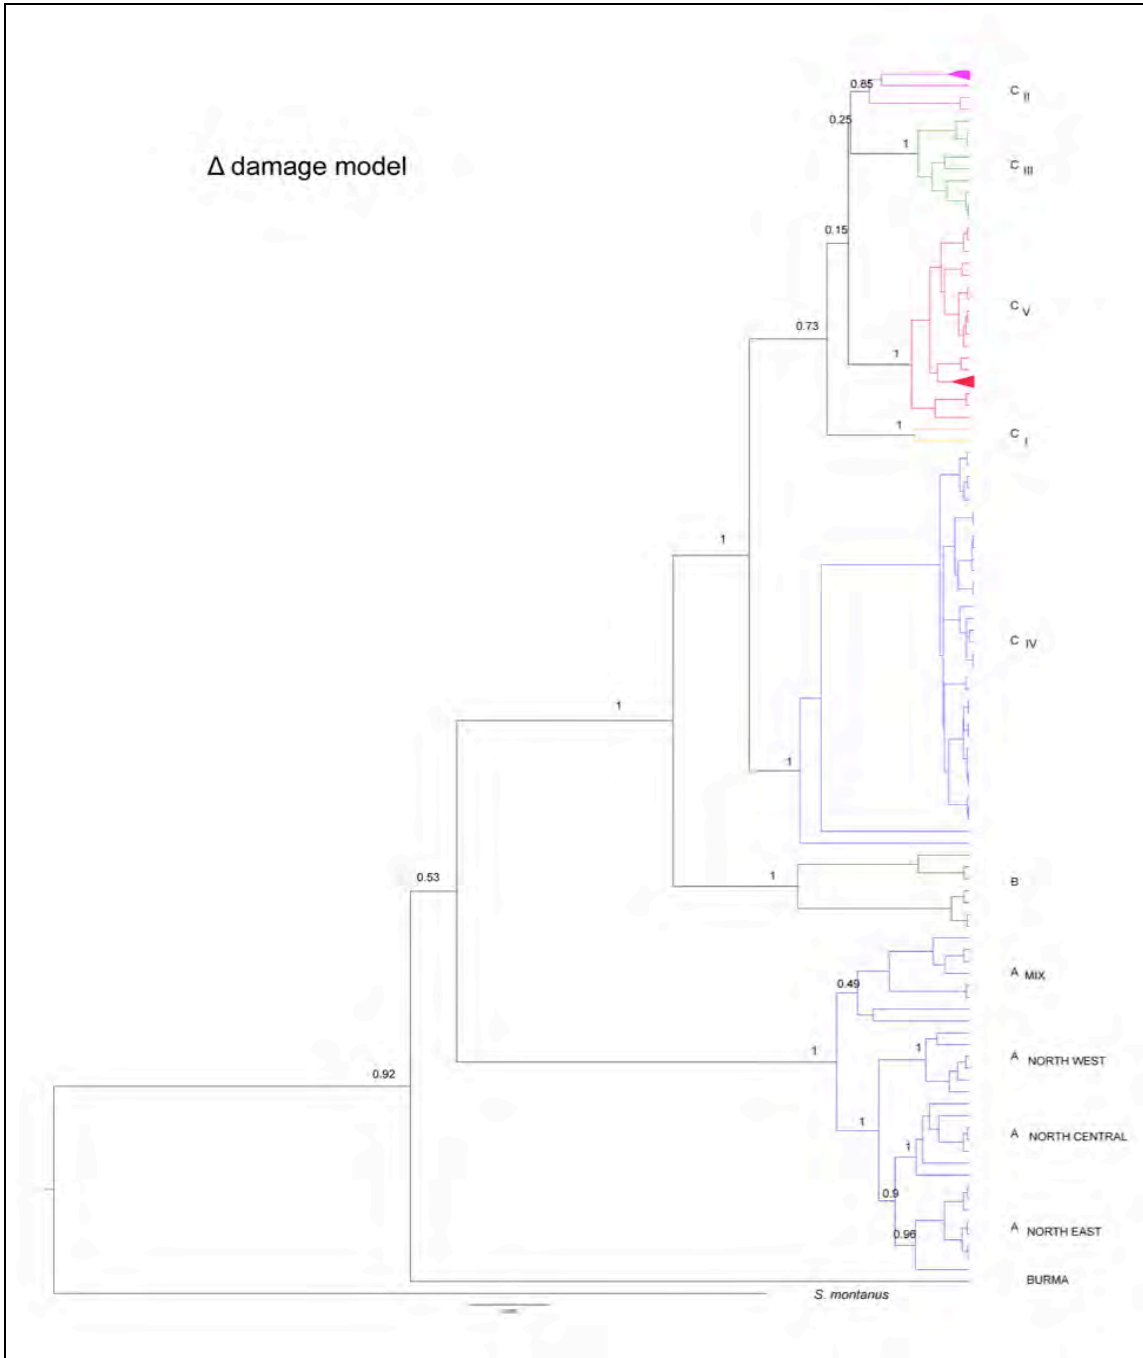 0.65
C II
0.25
Δ damage model
1
C III
0.15
C V
0.73
1
1
C I
1
C IV
1
1
0.53
1
B
0.49
A MIX
1
1
A NORTH WEST
0.92
1
A NORTH CENTRAL
1
0.9
0.96
A NORTH EAST
BURMA
S. montanus